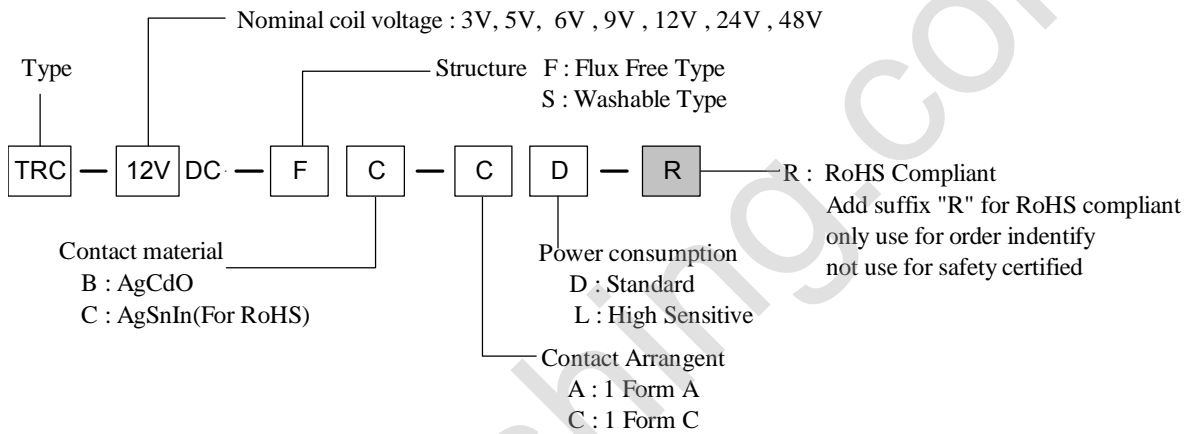 Nominal coil voltage : 3V, 5V, 6V , 9V , 12V , 24V , 48V
Type
Structure F : Flux Free Type
S : Washable Type
TRC — 12V DC - F C — C D — R
R : RoHS Compliant
Add suffix "R" for RoHS compliant
only use for order indentify
not use for safety certified
Contact material
B : AgCdO
C : AgSnIn(For RoHS)
Power consumption
D : Standard
L : High Sensitive
Contact Arrangent
A : 1 Form A
C : 1 Form C